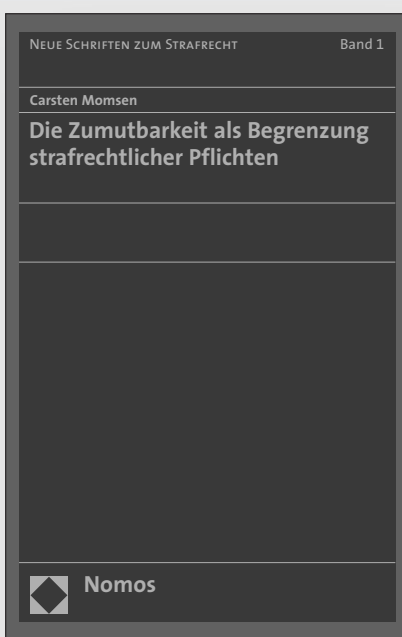 Neue Schriften zum Strafrecht Band 1
Carsten Momsen
Die Zumutbarkeit als Begrenzung
strafrechtlicher Pflichten
Nomos